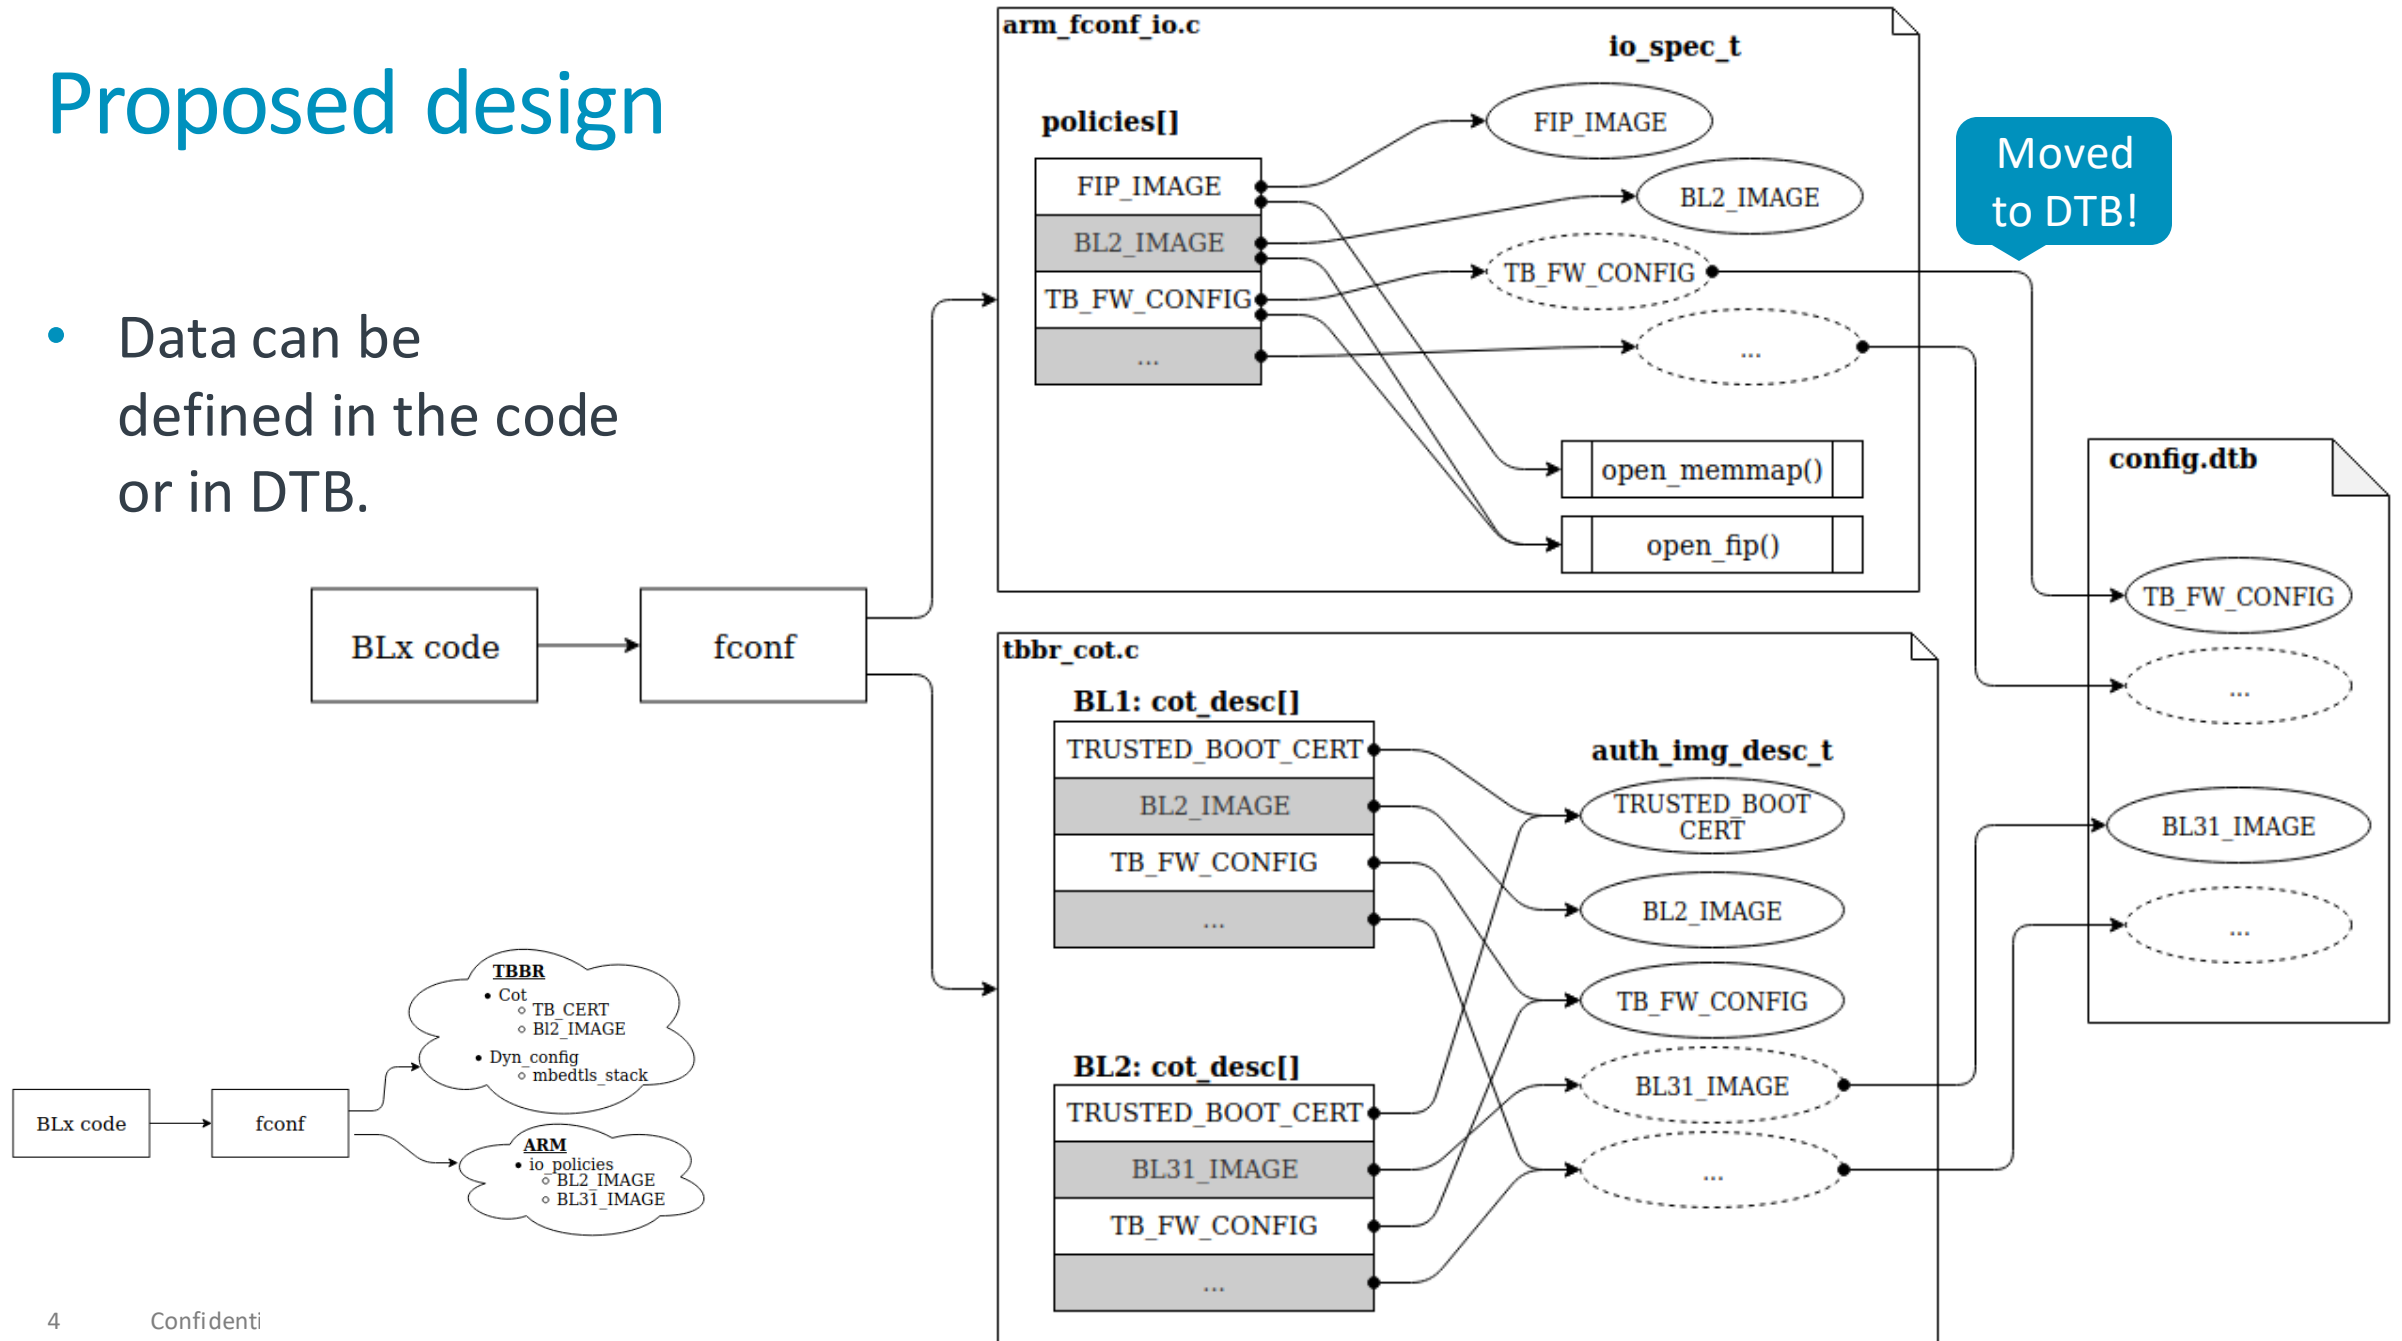 Proposed design
• Data can be
defined in the code
or in DTB.
arm_fconf_io.c
io_spec_t
policies[]
FIP_IMAGE
BL2_IMAGE
TB_FW_CONFIG
...
FIP_IMAGE
BL2_IMAGE
TB_FW_CONFIG
...
open_memmap()
open_fip()
Moved
to DTB!
config.dtb
TB_FW_CONFIG
...
BL31_IMAGE
...
BLx code
fconf
tbbr_cot.c
BL1: cot_desc[]
TRUSTED_BOOT_CERT
BL2_IMAGE
TB_FW_CONFIG
...
auth_img_desc_t
TRUSTED_BOOT
CERT
BL2_IMAGE
TB_FW_CONFIG
BL31_IMAGE
...
BL2: cot_desc[]
TRUSTED_BOOT_CERT
BL31_IMAGE
TB_FW_CONFIG
...
BLx code
fconf
TBBR
• Cot
○ TB_CERT
○ Bl2_IMAGE
• Dyn_config
○ mbedtls_stack
ARM
• io_policies
○ BL2_IMAGE
○ BL31_IMAGE
4
Confidenti